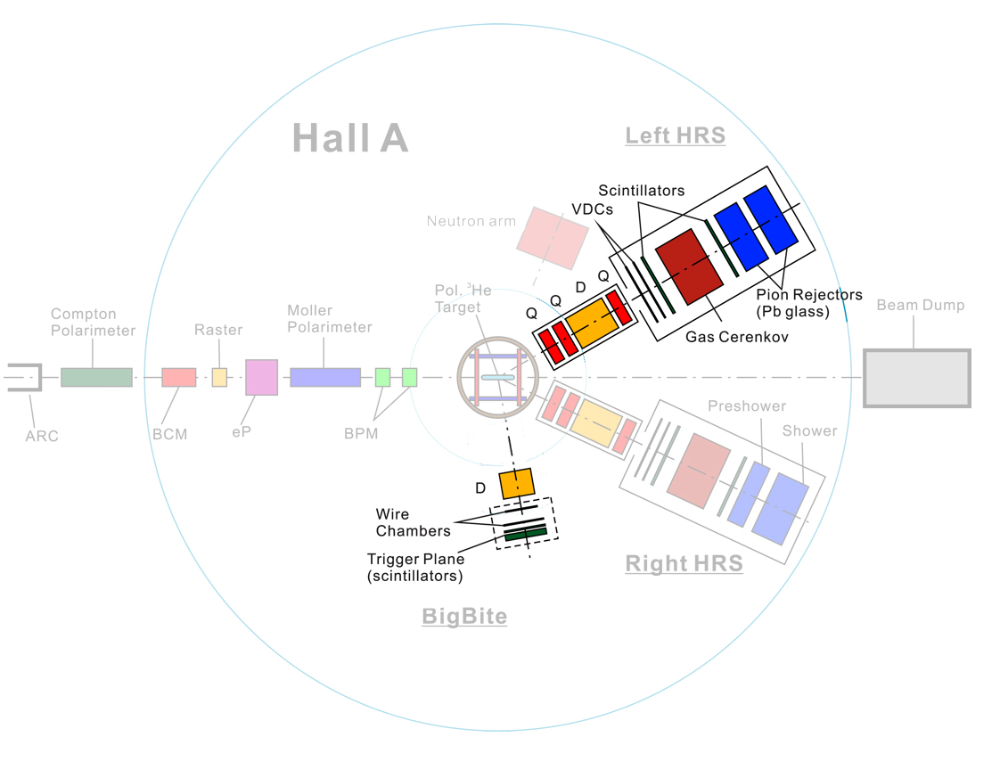 Hall A
Left HRS
Scintillators
VDCs
Neutron arm
Q
D
Q
Q
Pol. ³He
Target
Pion Rejectors
(Pb glass)
Gas Cerenkov
Beam Dump
Compton
Polarimeter
Raster
Moller
Polarimeter
ARC
BCM
eP
BPM
Preshower
Shower
D
Wire
Chambers
Trigger Plane
(scintillators)
Right HRS
BigBite